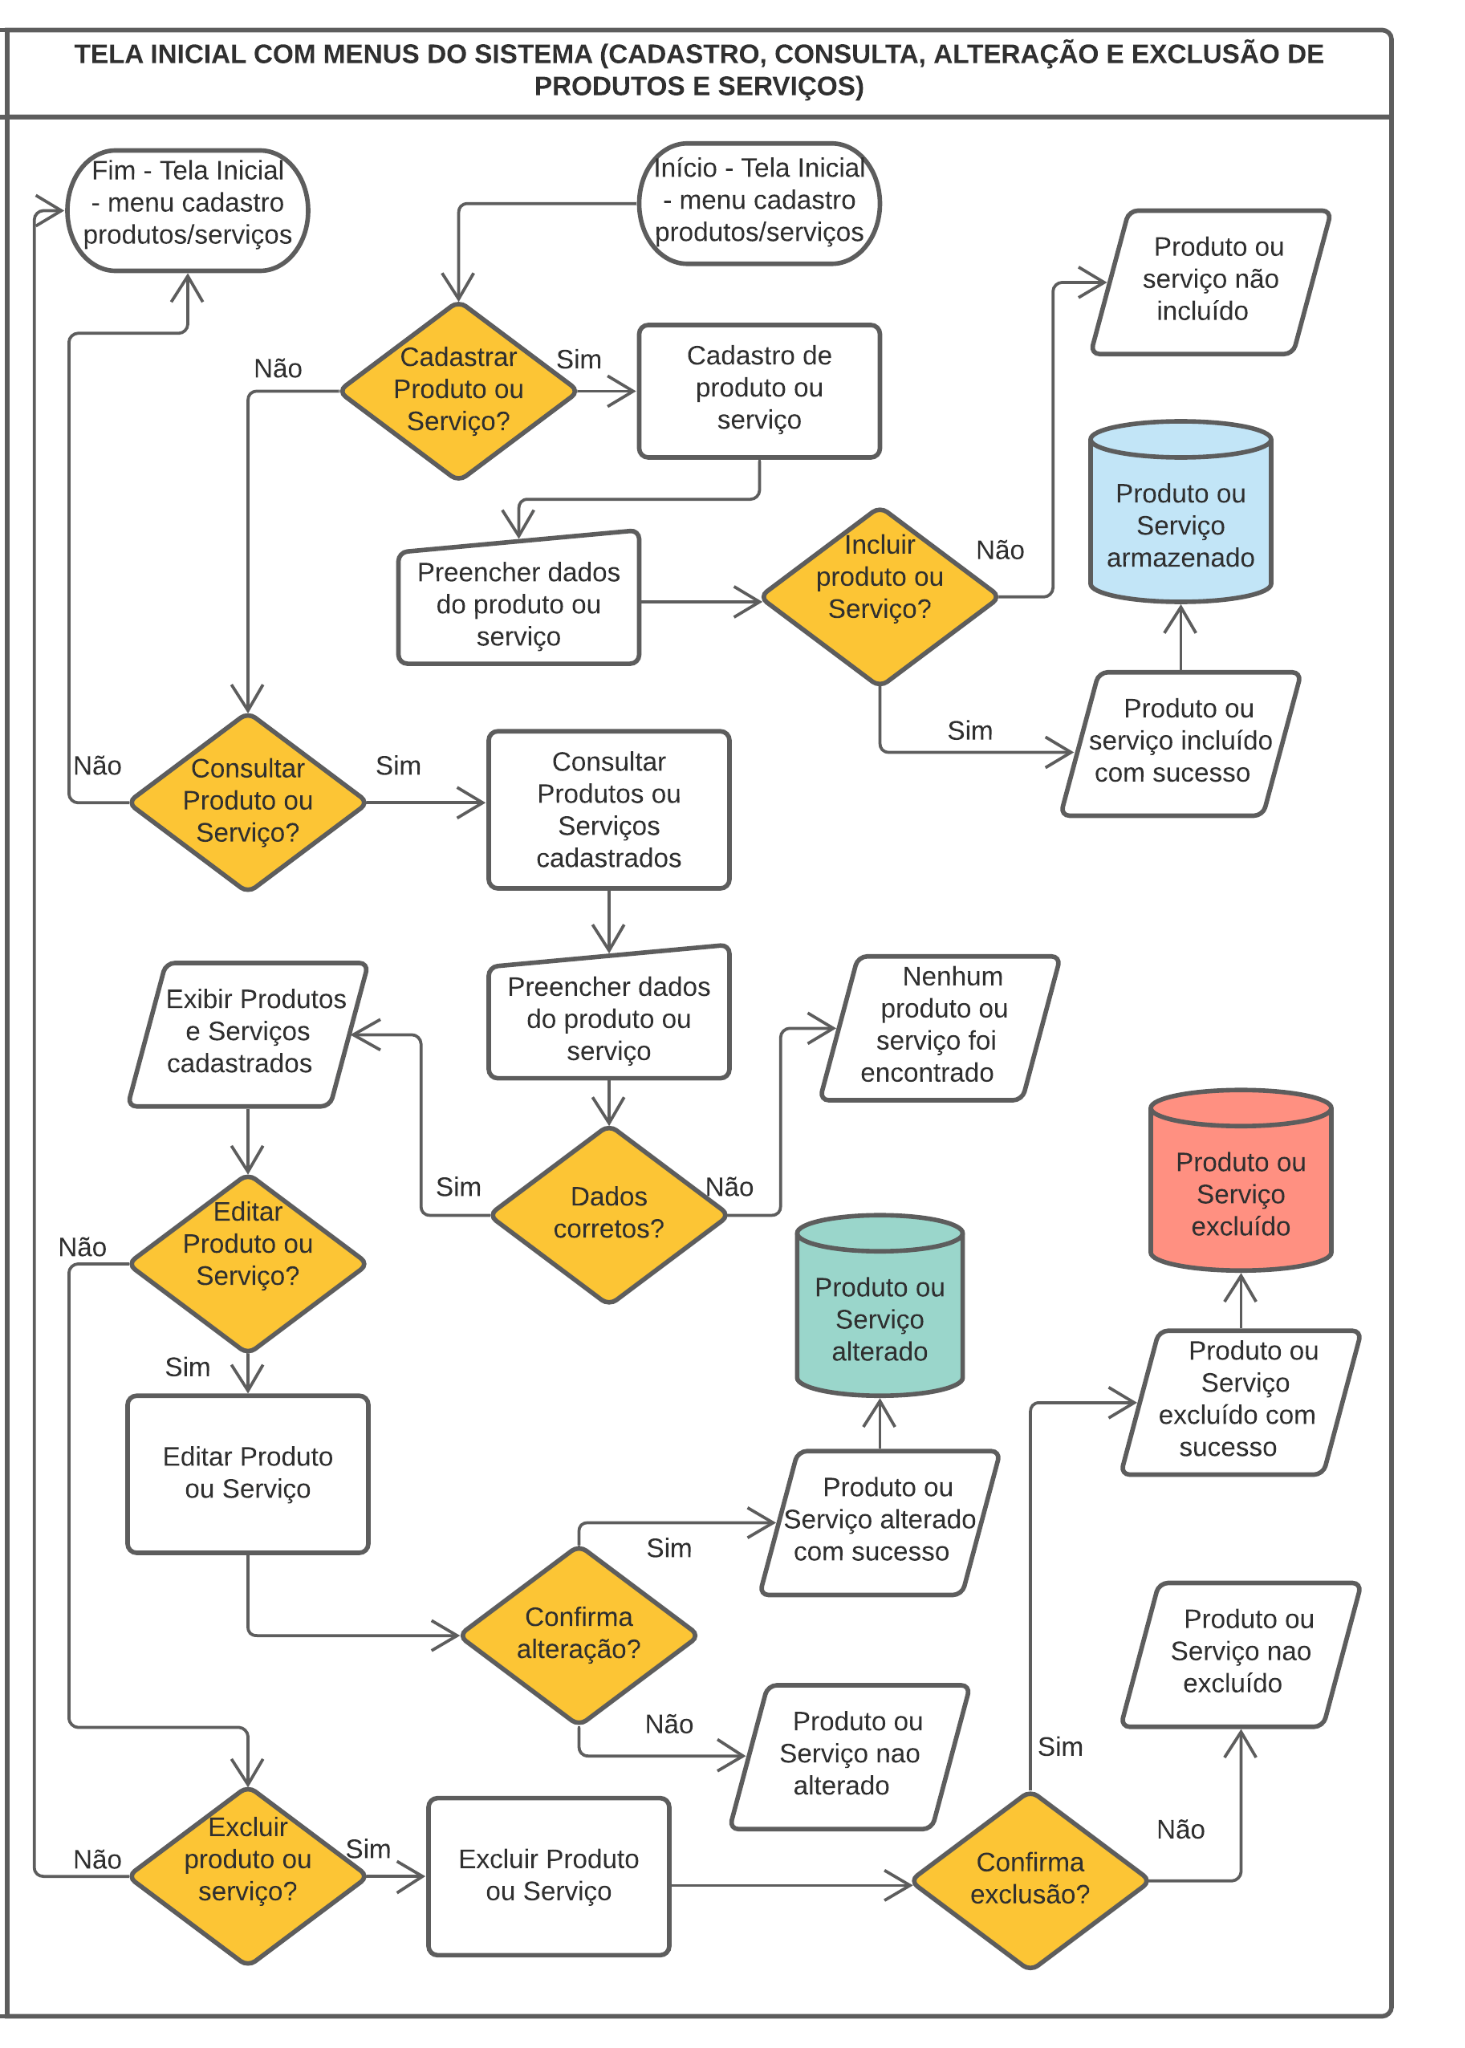 TELA INICIAL COM MENUS DO SISTEMA (CADASTRO, CONSULTA, ALTERAÇÃO E EXCLUSÃO DE
PRODUTOS E SERVIÇOS)
Fim - Tela Inicial
- menu cadastro
produtos/serviços
Início - Tela Inicial
- menu cadastro
produtos/serviços
Produto ou
serviço não
incluído
Não
Cadastrar
Produto ou
Serviço?
Sim
Cadastro de
produto ou
serviço
Produto ou
Serviço
armazenado
Preencher dados
do produto ou
serviço
Incluir
produto ou
Serviço?
Não
Sim
Produto ou
serviço incluído
com sucesso
Não
Consultar
Produto ou
Serviço?
Sim
Consultar
Produtos ou
Serviços
cadastrados
Exibir Produtos
e Serviços
cadastrados
Preencher dados
do produto ou
serviço
Nenhum
produto ou
serviço foi
encontrado
Sim
Dados
corretos?
Não
Produto ou
Serviço
excluído
Não
Editar
Produto ou
Serviço?
Sim
Produto ou
Serviço
alterado
Produto ou
Serviço
excluído com
sucesso
Editar Produto
ou Serviço
Produto ou
Serviço alterado
com sucesso
Sim
Confirma
alteração?
Não
Produto ou
Serviço nao
alterado
Produto ou
Serviço nao
excluído
Sim
Não
Não
Excluir
produto ou
serviço?
Sim
Excluir Produto
ou Serviço
Confirma
exclusão?